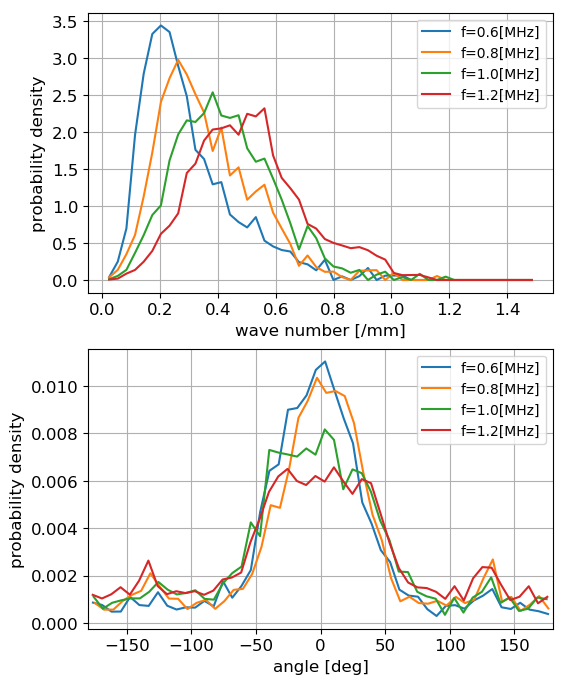 3.5
3.0
2.5
2.0
1.5
1.0
0.5
0.0
probability density
f=0.6[MHz]
f=0.8[MHz]
f=1.0[MHz]
f=1.2[MHz]
0.0 0.2 0.4 0.6 0.8 1.0 1.2 1.4
wave number [/mm]
0.010
0.008
0.006
0.004
0.002
0.000
probability density
f=0.6[MHz]
f=0.8[MHz]
f=1.0[MHz]
f=1.2[MHz]
−150 −100 −50 0 50 100 150
angle [deg]